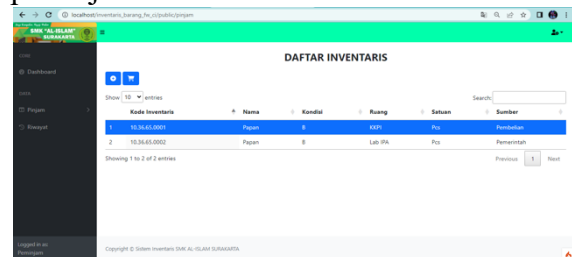 localhost/inventaris_barang_fw_ci/public/pinjam
SMK "AL-ISLAM"
SURAKARTA
DAFTAR INVENTARIS
Dashboard
Pinjam
Riwayat
Show 10 entries
Search:
Kode Inventaris Nama Kondisi Ruang Satuan Sumber
1 10.36.65.0001 Papan B KKPI Pcs Pembelian
2 10.36.65.0002 Papan B Lab IPA Pcs Pemerintah
Showing 1 to 2 of 2 entries
Previous 1 Next
Logged in as
Peminjam
Copyright © Sistem Inventaris SMK AL-ISLAM SURAKARTA